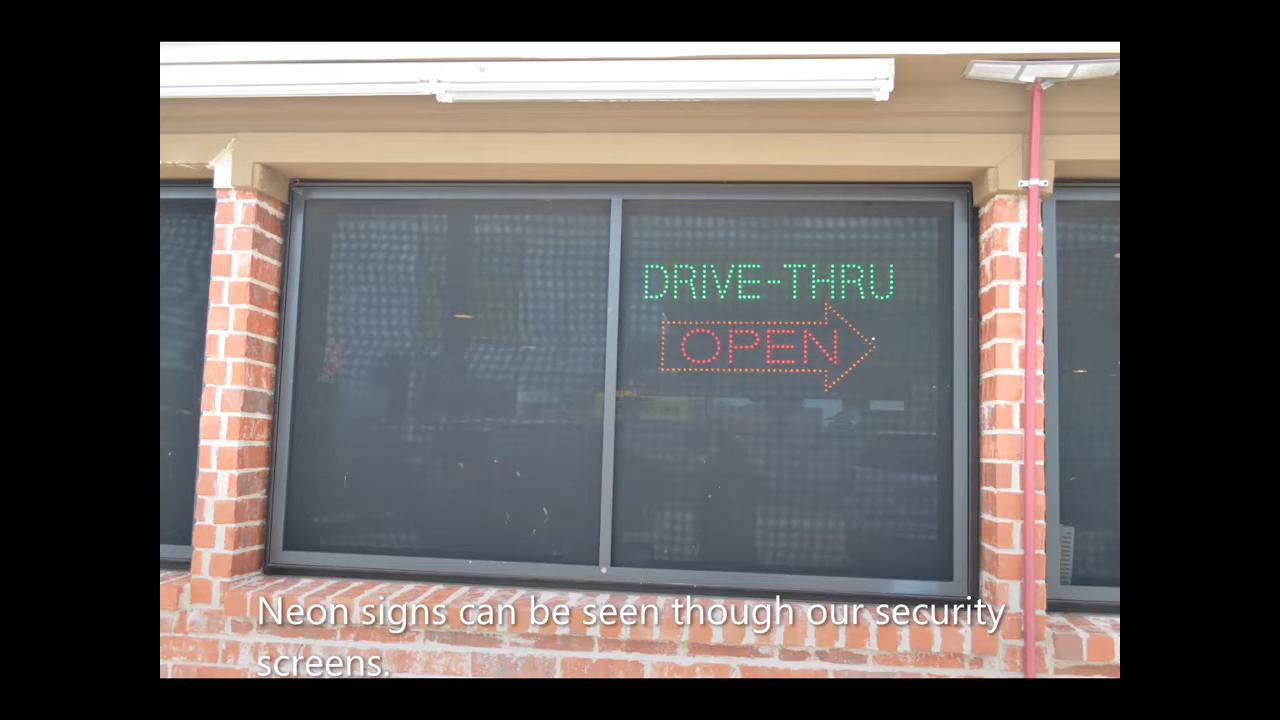 DRIVE-THRU
OPEN
Neon signs can be seen though our security
screens.